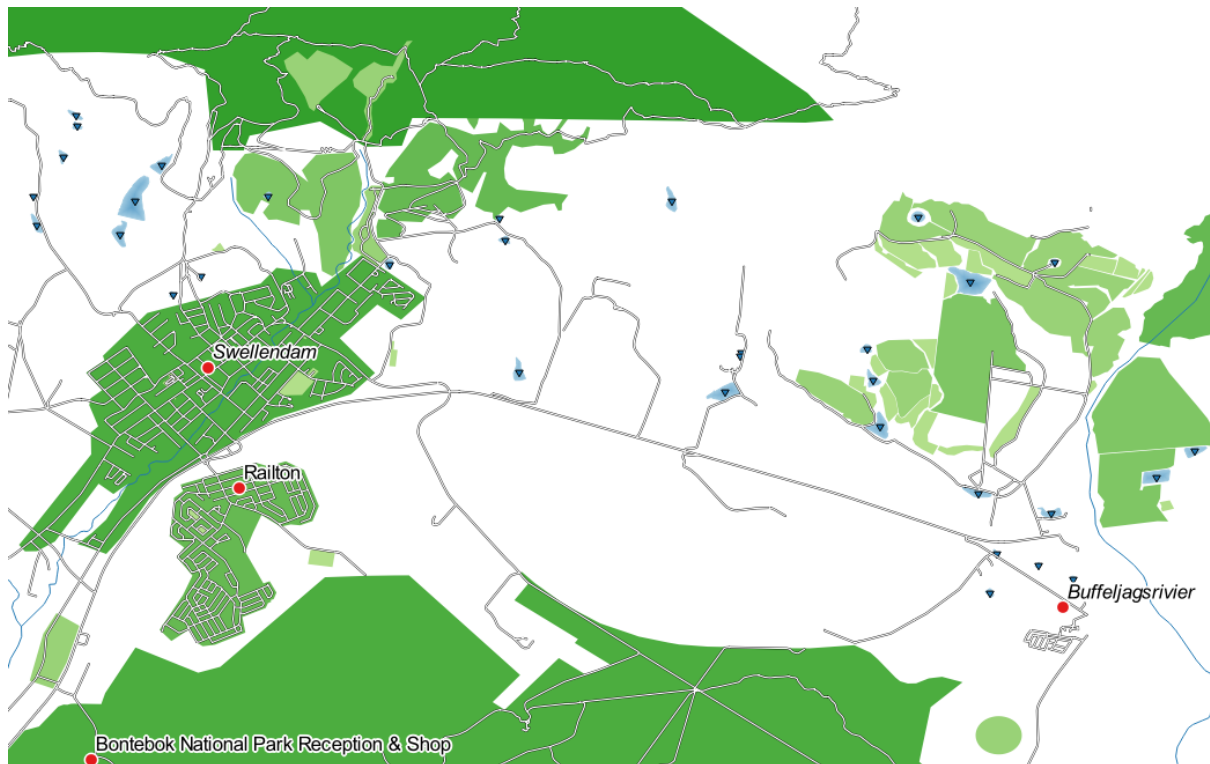 Swellendam
Railton
Buffeljagsrivier
Bontebok National Park Reception & Shop